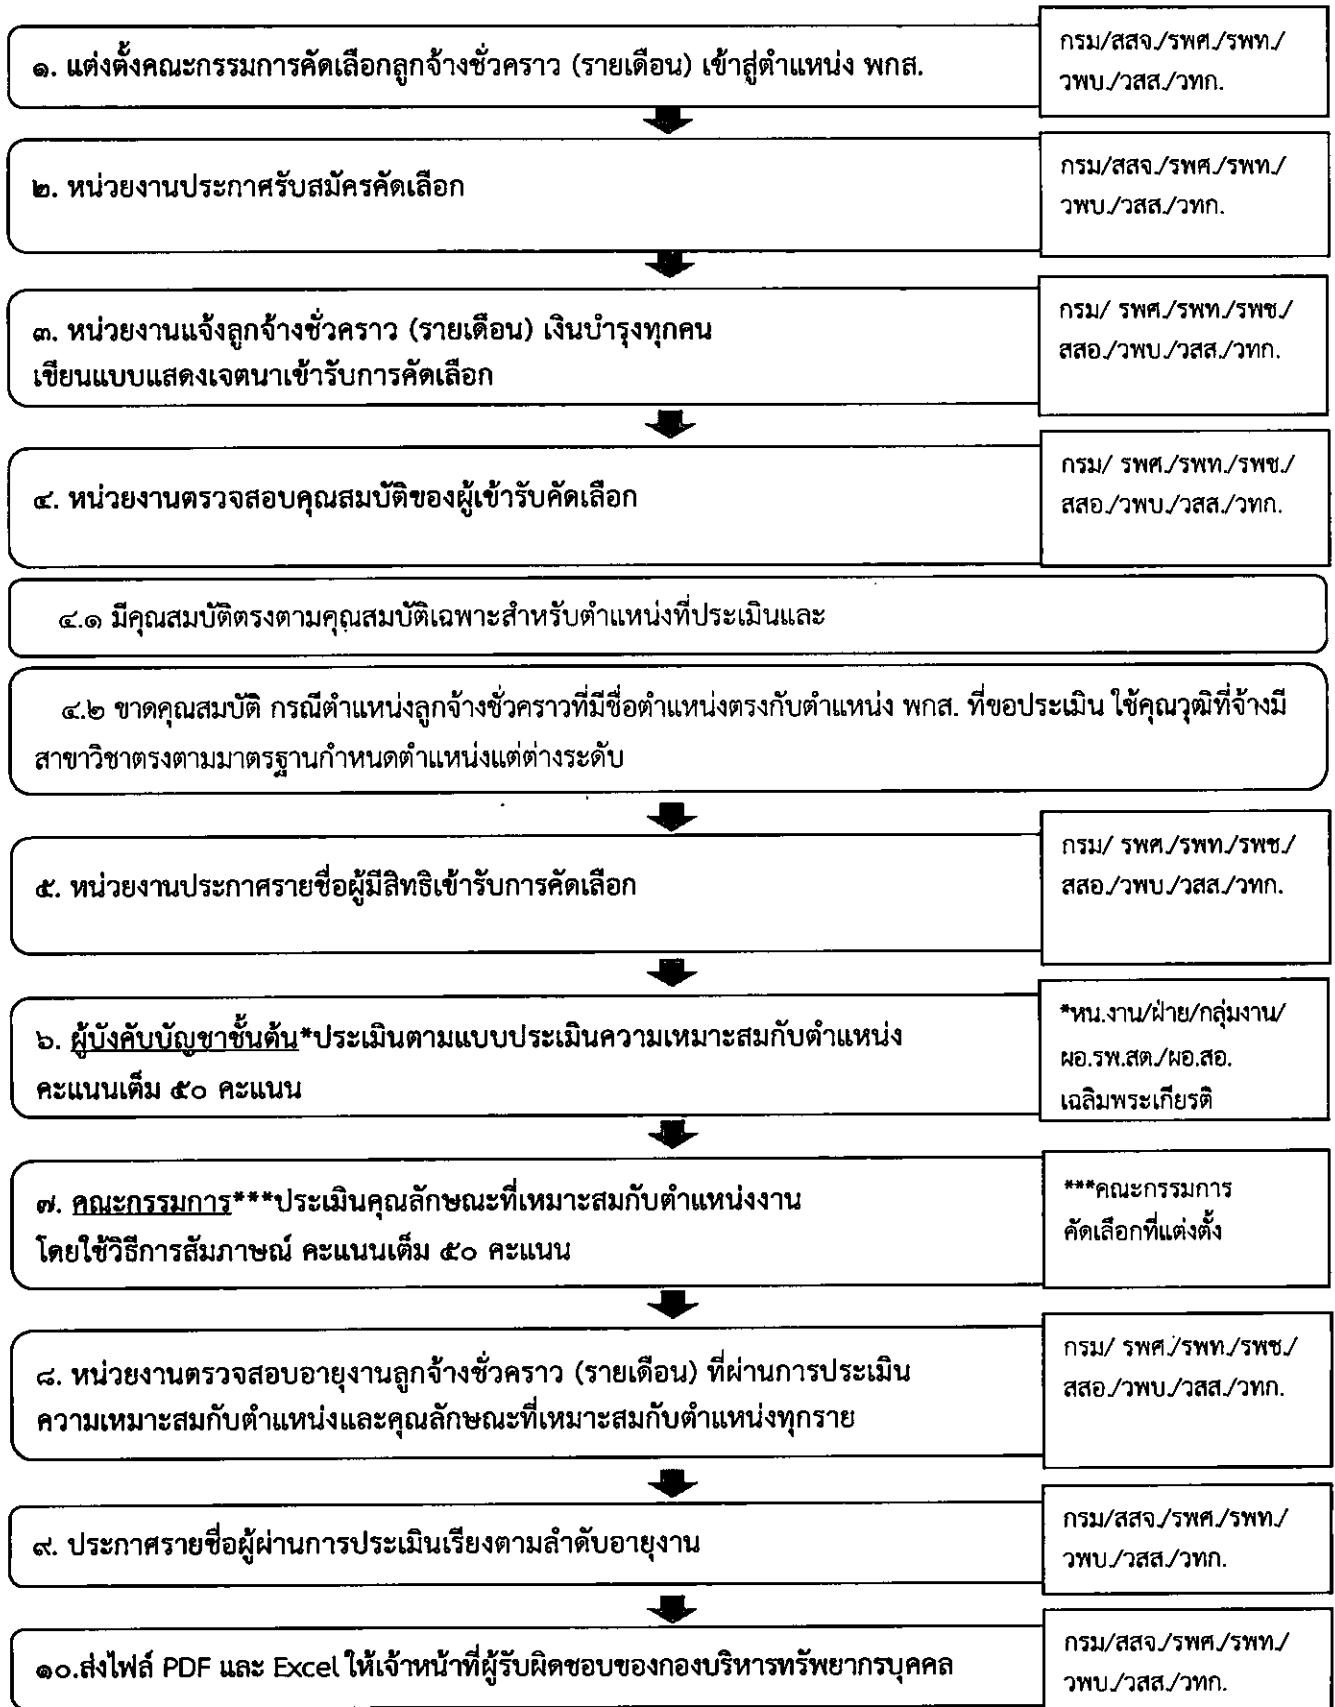 ๑. แต่งตั้งคณะกรรมการคัดเลือกลูกจ้างชั่วคราว (รายเดือน) เข้าสู่ตำแหน่ง พกส.
กรม/สสจ./รพศ./รพท./
วพบ./วสส./วทก.
๒. หน่วยงานประกาศรับสมัครคัดเลือก
กรม/สสจ./รพศ./รพท./
วพบ./วสส./วทก.
๓. หน่วยงานแจ้งลูกจ้างชั่วคราว (รายเดือน) เงินบำรุงทุกคน
เขียนแบบแสดงเจตนาเข้ารับการคัดเลือก
กรม/ รพศ./รพท./รพช./
สสอ./วพบ./วสส./วทก.
๔. หน่วยงานตรวจสอบคุณสมบัติของผู้เข้ารับคัดเลือก
กรม/ รพศ./รพท./รพช./
สสอ./วพบ./วสส./วทก.
๔.๑ มีคุณสมบัติตรงตามคุณสมบัติเฉพาะสำหรับตำแหน่งที่ประเมินและ
๔.๒ ขาดคุณสมบัติ กรณีตำแหน่งลูกจ้างชั่วคราวที่มีชื่อตำแหน่งตรงกับตำแหน่ง พกส. ที่ขอประเมิน ใช้คุณวุฒิที่จ้างมี
สาขาวิชาตรงตามมาตรฐานกำหนดตำแหน่งแต่ต่างระดับ
๕. หน่วยงานประกาศรายชื่อผู้มีสิทธิเข้ารับการคัดเลือก
กรม/ รพศ./รพท./รพช./
สสอ./วพบ./วสส./วทก.
๖. ผู้บังคับบัญชาชั้นต้น*ประเมินตามแบบประเมินความเหมาะสมกับตำแหน่ง
คะแนนเต็ม ๕๐ คะแนน
*หน.งาน/ฝ่าย/กลุ่มงาน/
ผอ.รพ.สต./ผอ.สอ.
เฉลิมพระเกียรติ
๗. คณะกรรมการ***ประเมินคุณลักษณะที่เหมาะสมกับตำแหน่งงาน
โดยใช้วิธีการสัมภาษณ์ คะแนนเต็ม ๕๐ คะแนน
***คณะกรรมการ
คัดเลือกที่แต่งตั้ง
๘. หน่วยงานตรวจสอบอายุงานลูกจ้างชั่วคราว (รายเดือน) ที่ผ่านการประเมิน
ความเหมาะสมกับตำแหน่งและคุณลักษณะที่เหมาะสมกับตำแหน่งทุกราย
กรม/ รพศ./รพท./รพช./
สสอ./วพบ./วสส./วทก.
๙. ประกาศรายชื่อผู้ผ่านการประเมินเรียงตามลำดับอายุงาน
กรม/สสจ./รพศ./รพท./
วพบ./วสส./วทก.
๑๐.ส่งไฟล์ PDF และ Excel ให้เจ้าหน้าที่ผู้รับผิดชอบของกองบริหารทรัพยากรบุคคล
กรม/สสจ./รพศ./รพท./
วพบ./วสส./วทก.